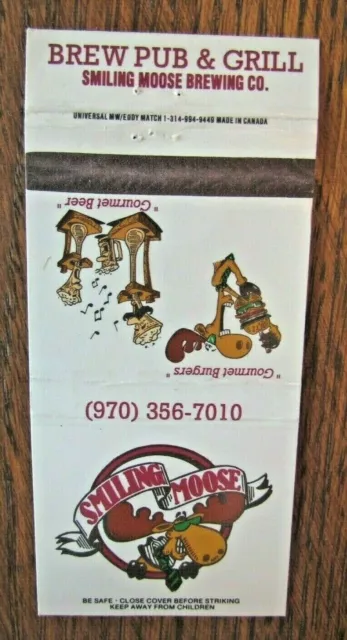 BREW PUB & GRILL
SMILING MOOSE BREWING CO.
UNIVERSAL MW/EDDY MATCH 1-314-994-9449 MADE IN CANADA
"Gourmet Beer"
"Gourmet Burgers"
(970) 356-7010
SMILING MOOSE
BE SAFE · CLOSE COVER BEFORE STRIKING
KEEP AWAY FROM CHILDREN